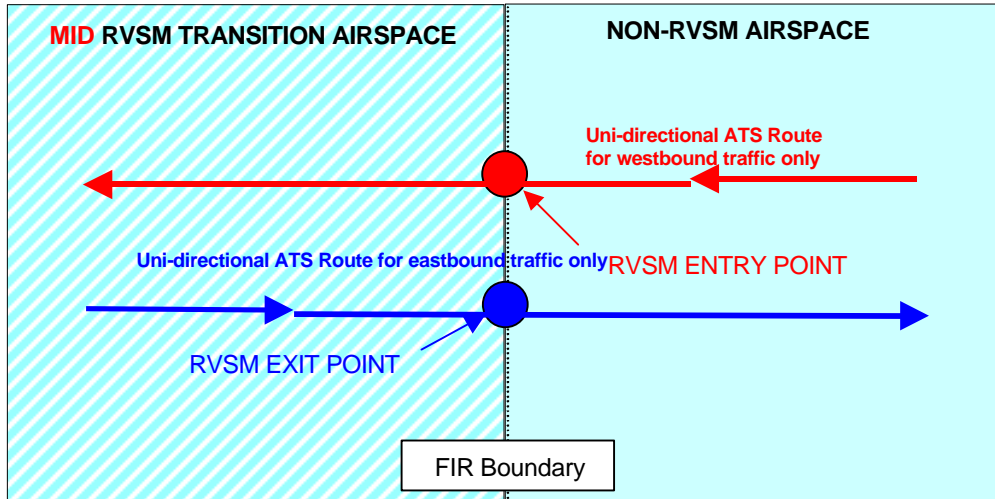 MID RVSM TRANSITION AIRSPACE
NON-RVSM AIRSPACE
Uni-directional ATS Route
for westbound traffic only
Uni-directional ATS Route for eastbound traffic only
RVSM ENTRY POINT
RVSM EXIT POINT
FIR Boundary